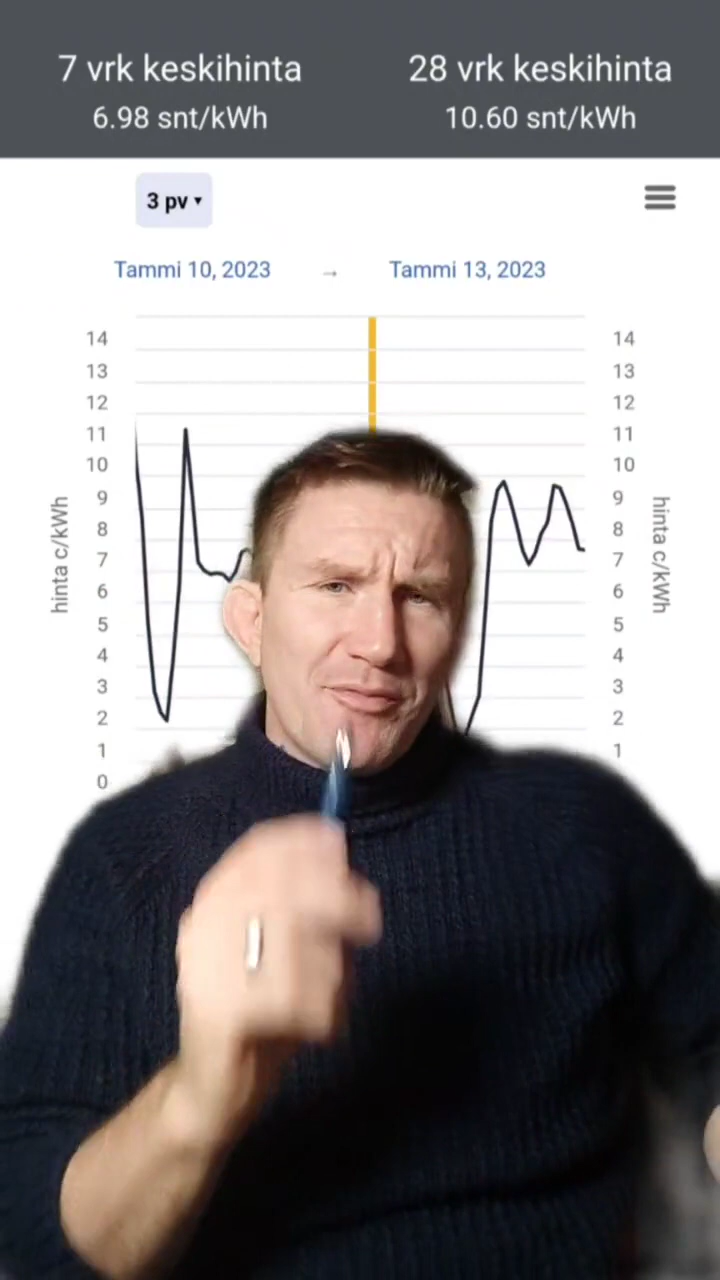 7 vrk keskihinta 28 vrk keskihinta
6.98 snt/kWh 10.60 snt/kWh
3 pv ▾
Tammi 10, 2023 → Tammi 13, 2023
14 14
13 13
12 12
11 11
10 10
9 9
8 8
7 7
6 6
5 5
4 4
3 3
2 2
1 1
0
hinta c/kWh
hinta c/kWh